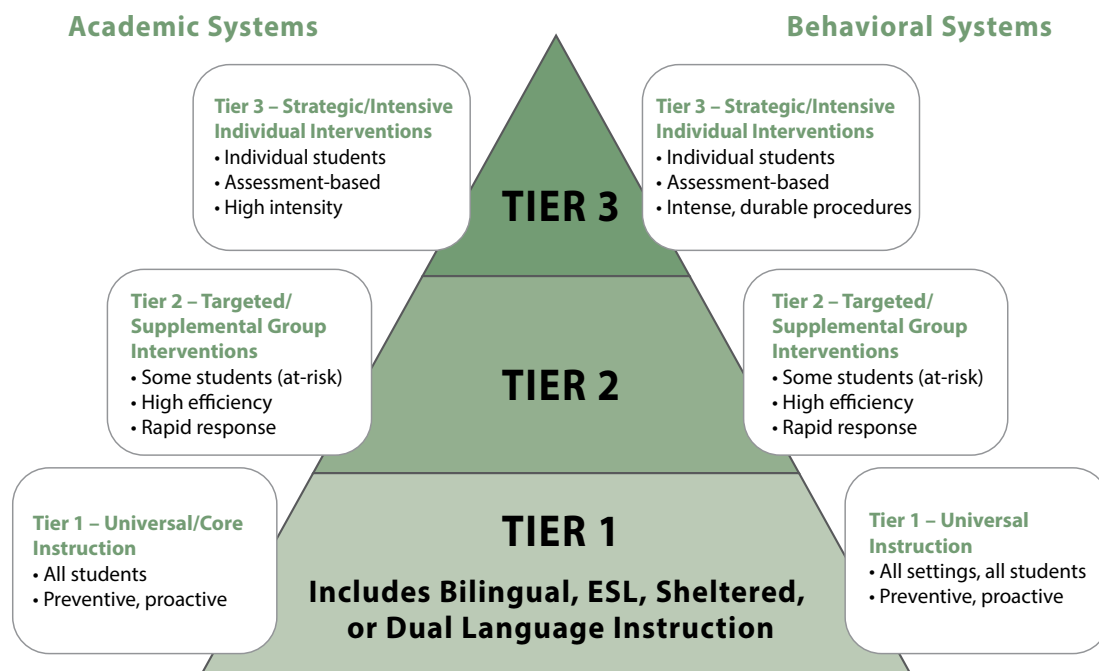 Academic Systems
Behavioral Systems
Tier 3 – Strategic/Intensive
Individual Interventions
• Individual students
• Assessment-based
• High intensity
TIER 3
Tier 3 – Strategic/Intensive
Individual Interventions
• Individual students
• Assessment-based
• Intense, durable procedures
Tier 2 – Targeted/
Supplemental Group
Interventions
• Some students (at-risk)
• High efficiency
• Rapid response
TIER 2
Tier 2 – Targeted/
Supplemental Group
Interventions
• Some students (at-risk)
• High efficiency
• Rapid response
Tier 1 – Universal/Core
Instruction
• All students
• Preventive, proactive
TIER 1
Includes Bilingual, ESL, Sheltered,
or Dual Language Instruction
Tier 1 – Universal
Instruction
• All settings, all students
• Preventive, proactive